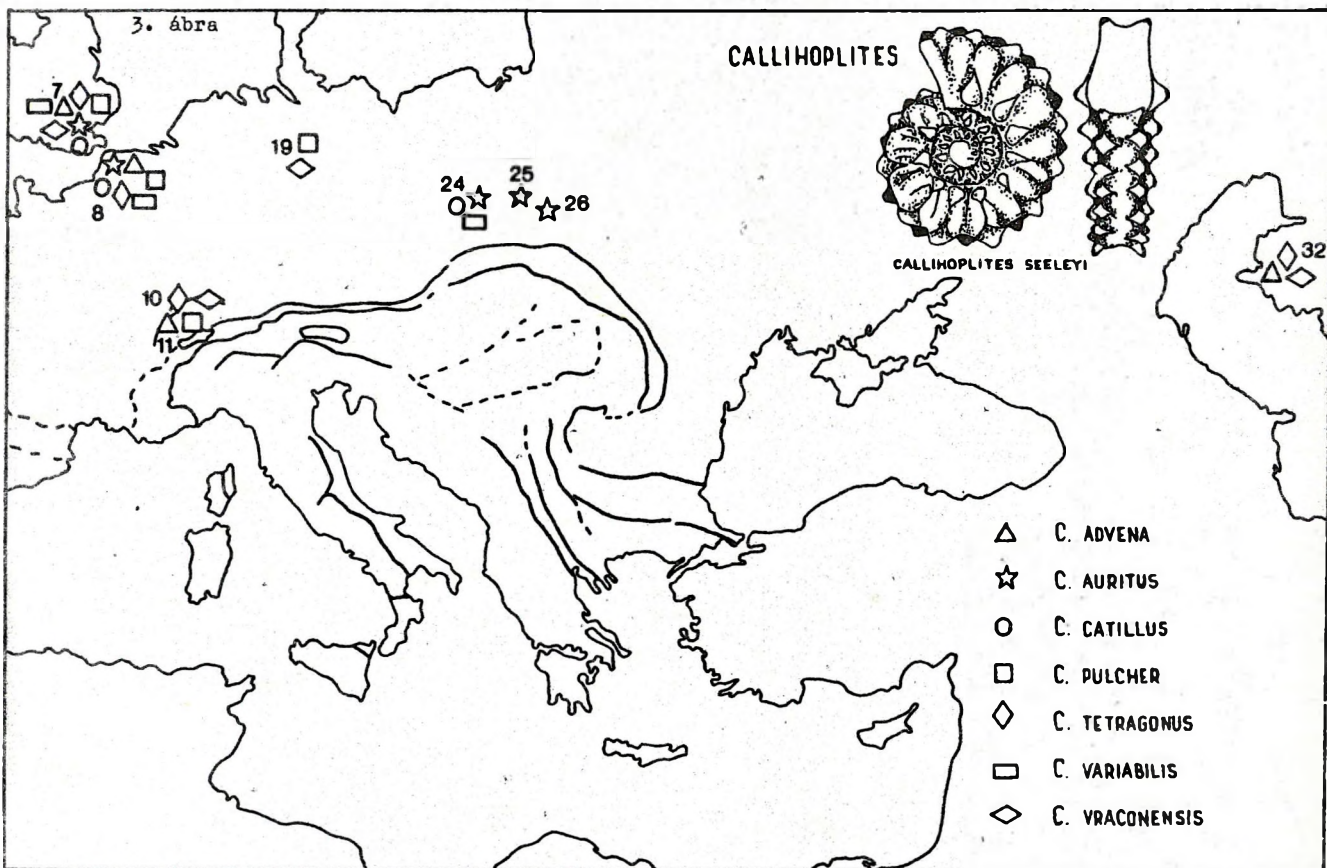 3. ábra
CALLIHOPLITES
CALLIHOPLITES SEELEYI
7
8
19
24
25
26
10
11
32
C. ADVENA
C. AURITUS
C. CATILLUS
C. PULCHER
C. TETRAGONUS
C. VARIABILIS
C. VRACONENSIS